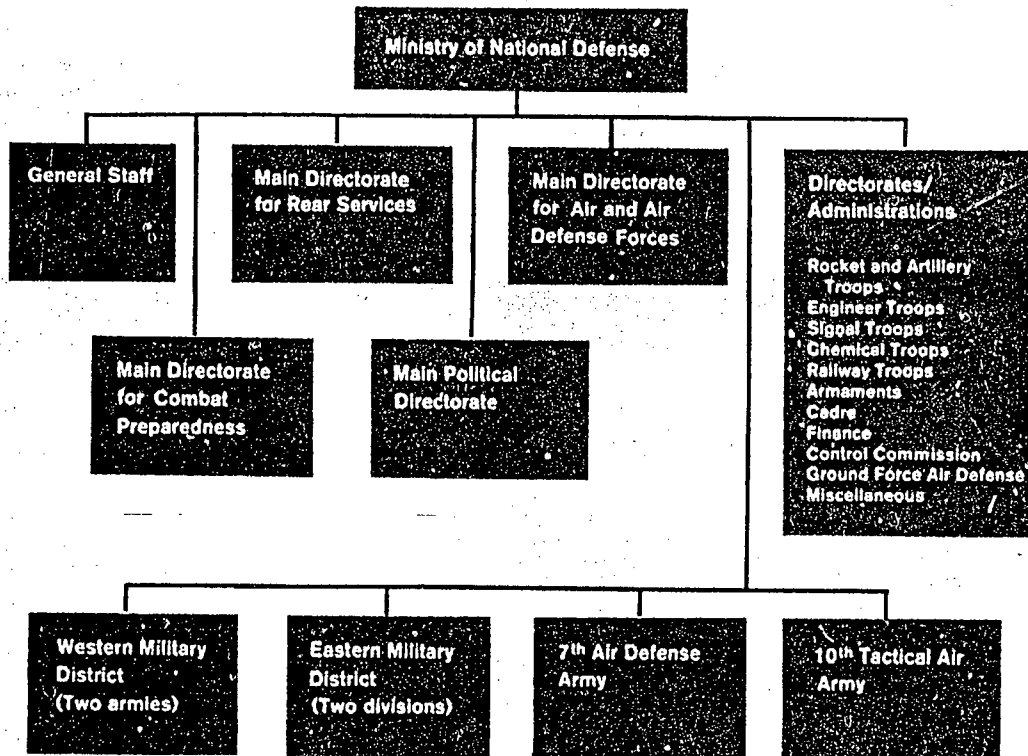 Ministry of National Defense
General Staff
Main Directorate
for Rear Services
Main Directorate
for Air and Air
Defense Forces
Directorates/
Administrations
Rocket and Artillery
Troops
Engineer Troops
Signal Troops
Chemical Troops
Railway Troops
Armaments
Cadre
Finance
Control Commission
Ground Force Air Defense
Miscellaneous
Main Directorate
for Combat
Preparedness
Main Political
Directorate
Western Military
District
(Two armies)
Eastern Military
District
(Two divisions)
7th Air Defense
Army
10th Tactical Air
Army